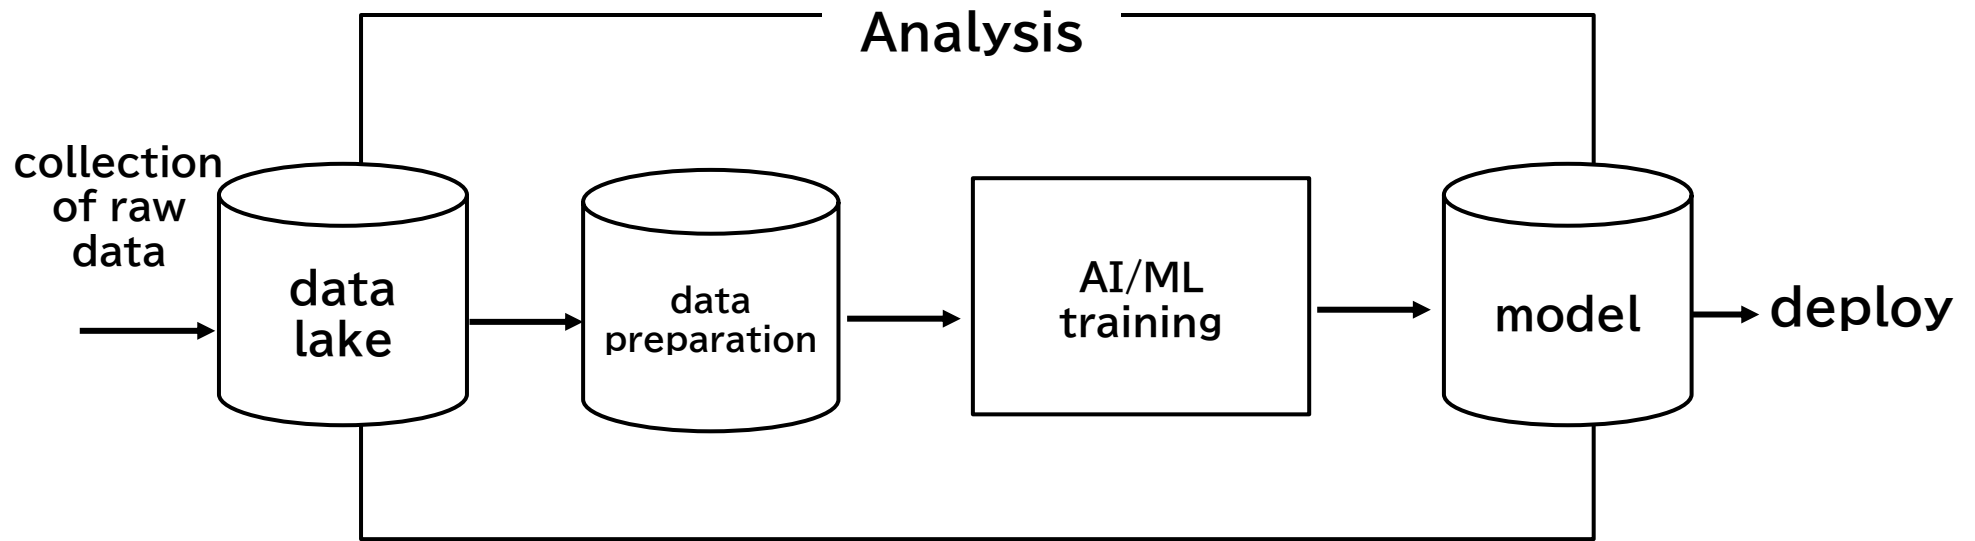 Analysis
collection
of raw
data
data
lake
data
preparation
AI/ML
training
model
deploy